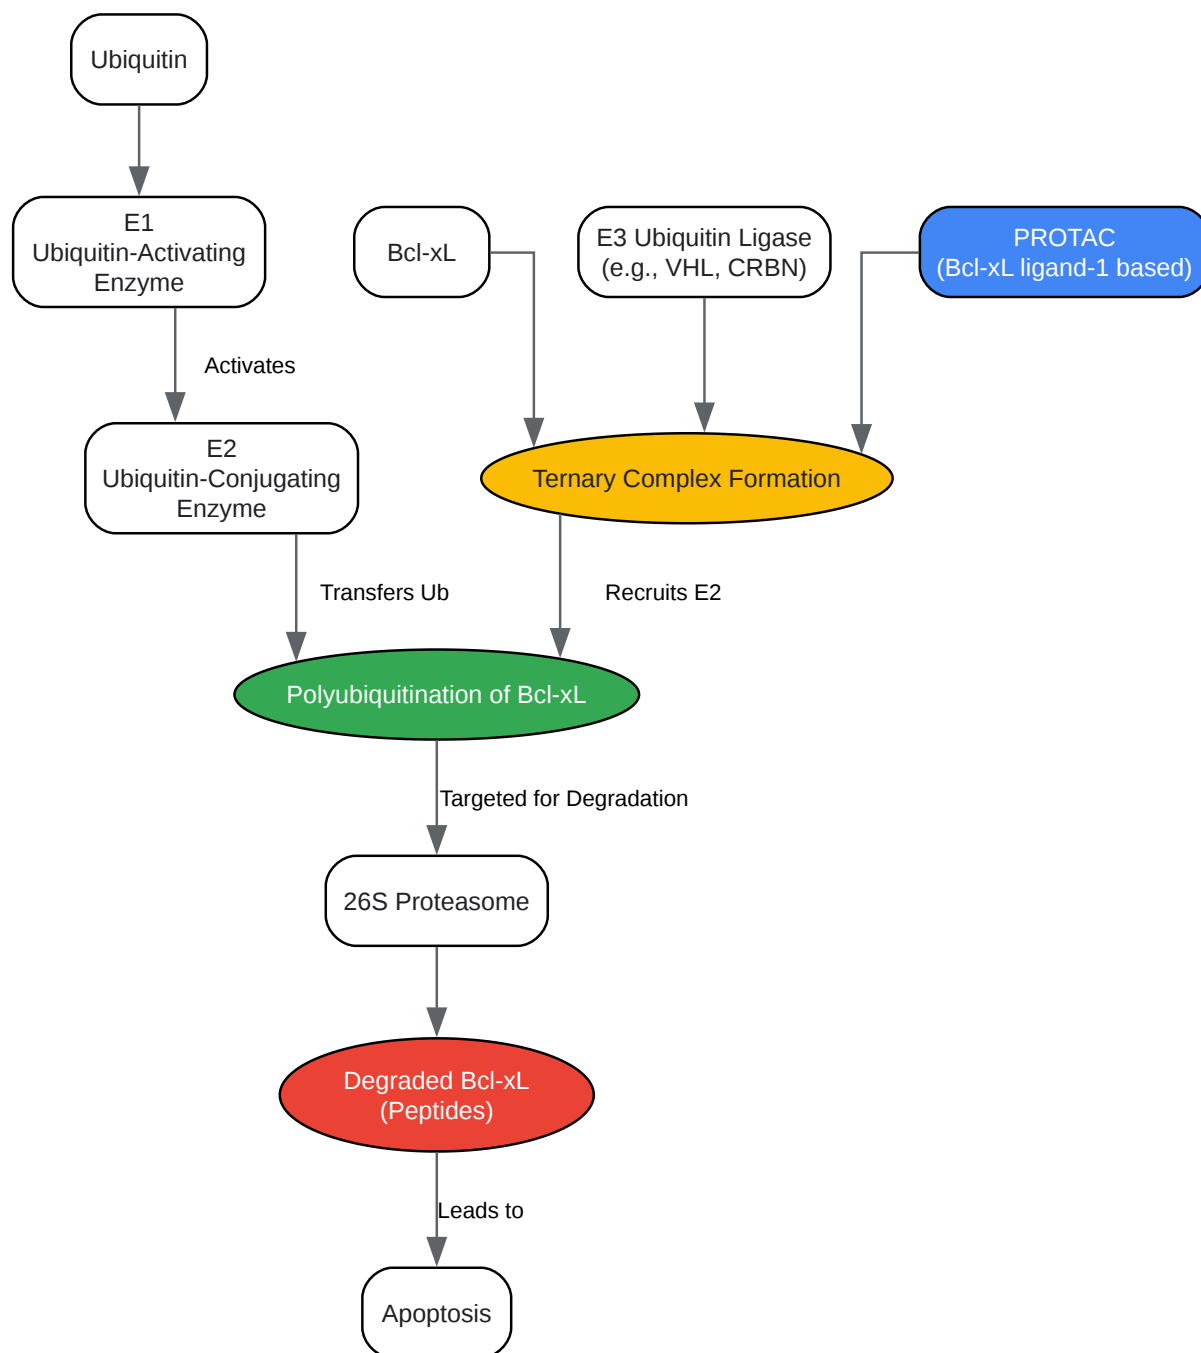 Ubiquitin
E1
Ubiquitin-Activating
Enzyme
Bcl-xL
E3 Ubiquitin Ligase
(e.g., VHL, CRBN)
PROTAC
(Bcl-xL ligand-1 based)
Activates
E2
Ubiquitin-Conjugating
Enzyme
Ternary Complex Formation
Transfers Ub
Recruits E2
Polyubiquitination of Bcl-xL
Targeted for Degradation
26S Proteasome
Degraded Bcl-xL
(Peptides)
Leads to
Apoptosis